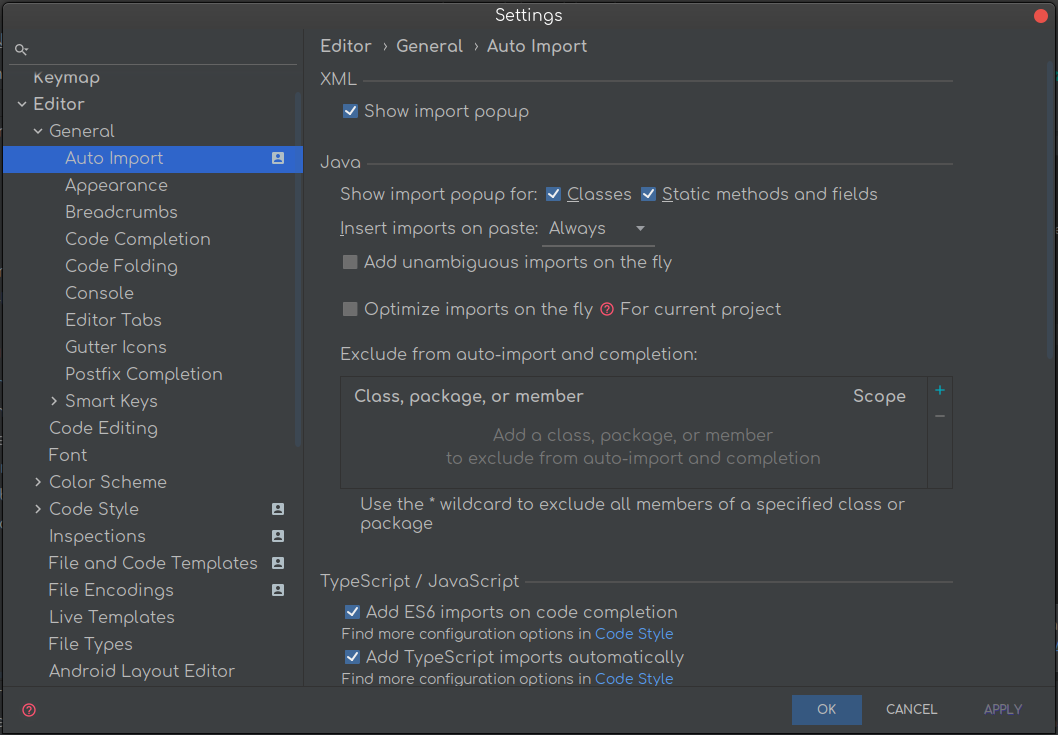 Settings
Keymap
Editor
General
Auto Import
Appearance
Breadcrumbs
Code Completion
Code Folding
Console
Editor Tabs
Gutter Icons
Postfix Completion
Smart Keys
Code Editing
Font
Color Scheme
Code Style
Inspections
File and Code Templates
File Encodings
Live Templates
File Types
Android Layout Editor
Editor › General › Auto Import
XML
Show import popup
Java
Show import popup for: Classes Static methods and fields
Insert imports on paste: Always
Add unambiguous imports on the fly
Optimize imports on the fly ? For current project
Exclude from auto-import and completion:
Class, package, or member Scope
Add a class, package, or member
to exclude from auto-import and completion
Use the * wildcard to exclude all members of a specified class or
package
TypeScript / JavaScript
Add ES6 imports on code completion
Find more configuration options in Code Style
Add TypeScript imports automatically
Find more configuration options in Code Style
? OK CANCEL APPLY